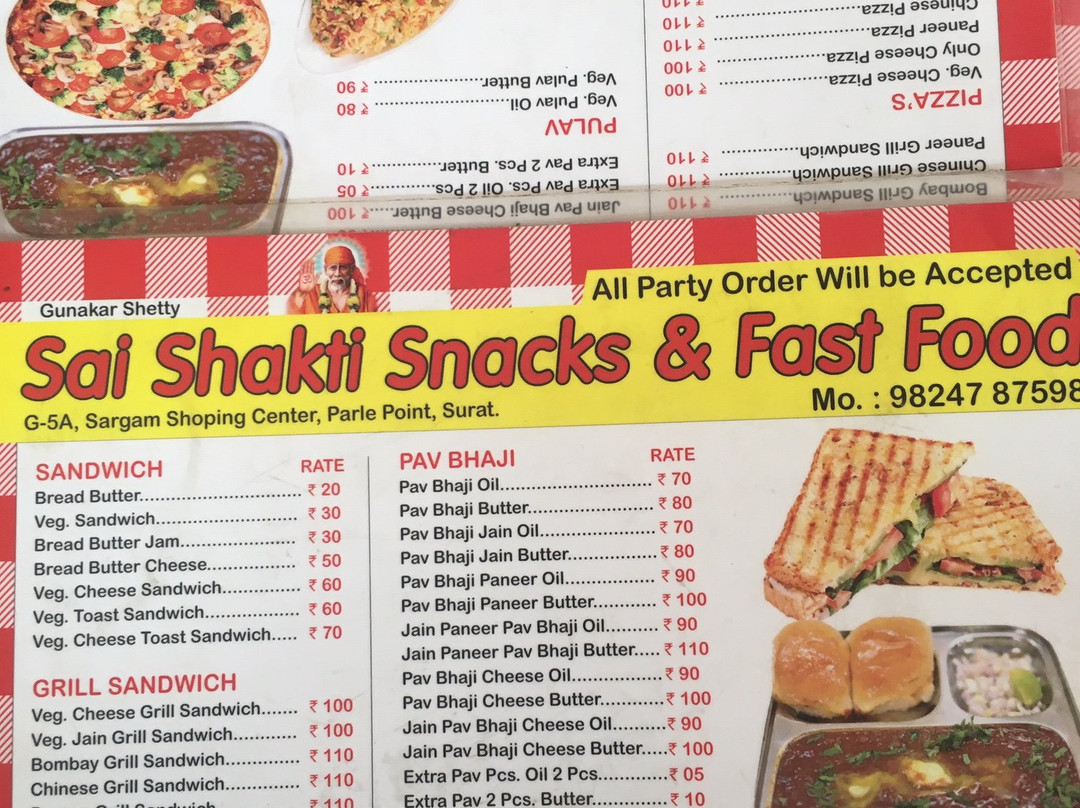 Chinese Pizza............ ₹ 110
Paneer Pizza............ ₹ 110
Only Cheese Pizza............ ₹ 100
Veg. Cheese Pizza............ ₹ 100
PIZZA'S
Paneer Grill Sandwich............ ₹ 110
Chinese Grill Sandwich............ ₹ 110
Bombay Grill Sandwich............ ₹ 110
Veg. Pulav Butter............ ₹ 90
Veg. Pulav Oil............ ₹ 80
PULAV
Extra Pav 2 Pcs. Butter............ ₹ 10
Extra Pav Pcs. Oil 2 Pcs............ ₹ 05
Jain Pav Bhaji Cheese Butter..... ₹ 100
Gunakar Shetty
All Party Order Will be Accepted
Sai Shakti Snacks & Fast Food
G-5A, Sargam Shoping Center, Parle Point, Surat.
Mo. : 98247 87598
SANDWICH RATE
Bread Butter................................ ₹ 20
Veg. Sandwich............................ ₹ 30
Bread Butter Jam....................... ₹ 30
Bread Butter Cheese................. ₹ 50
Veg. Cheese Sandwich.............. ₹ 60
Veg. Toast Sandwich.................. ₹ 60
Veg. Cheese Toast Sandwich..... ₹ 70
GRILL SANDWICH
Veg. Cheese Grill Sandwich....... ₹ 100
Veg. Jain Grill Sandwich............ ₹ 100
Bombay Grill Sandwich............. ₹ 110
Chinese Grill Sandwich............. ₹ 110
₹ 110
PAV BHAJI RATE
Pav Bhaji Oil.............................. ₹ 70
Pav Bhaji Butter......................... ₹ 80
Pav Bhaji Jain Oil....................... ₹ 70
Pav Bhaji Jain Butter................. ₹ 80
Pav Bhaji Paneer Oil.................. ₹ 90
Pav Bhaji Paneer Butter............ ₹ 100
Jain Paneer Pav Bhaji Oil.......... ₹ 90
Jain Paneer Pav Bhaji Butter..... ₹ 110
Pav Bhaji Cheese Oil.................. ₹ 90
Pav Bhaji Cheese Butter............ ₹ 100
Jain Pav Bhaji Cheese Oil.......... ₹ 90
Jain Pav Bhaji Cheese Butter..... ₹ 100
Extra Pav Pcs. Oil 2 Pcs............. ₹ 05
Extra Pav 2 Pcs. Butter.............. ₹ 10